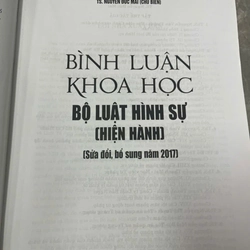 TS. NGUYỄN ĐỨC MAI (CHỦ BIÊN)
BÌNH LUẬN
KHOA HỌC
BỘ LUẬT HÌNH SỰ
(HIỆN HÀNH)
(Sửa đổi, bổ sung năm 2017)